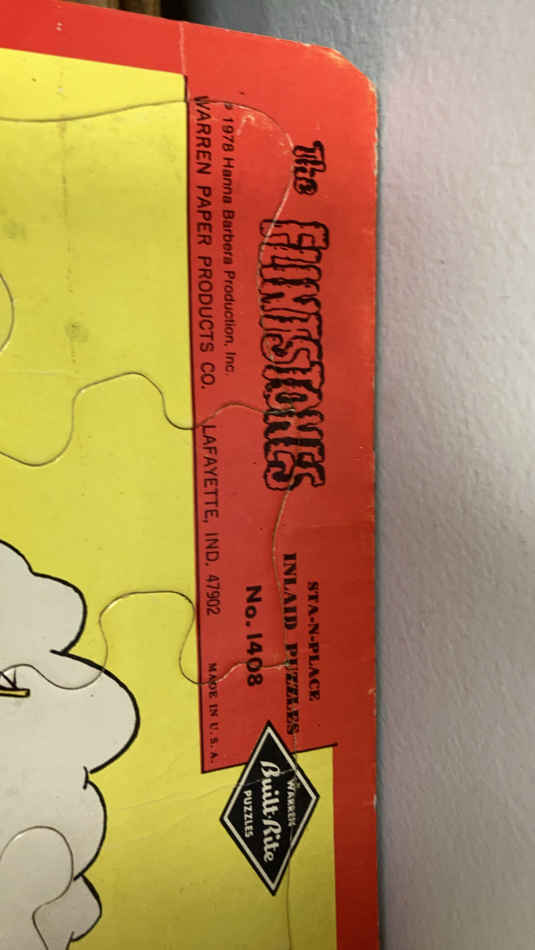 The FLINTSTONES
℗ 1978 Hanna Barbera Production, Inc.
WARREN PAPER PRODUCTS CO. LAFAYETTE, IND. 47902 MADE IN U.S.A.
STA-N-PLACE
INLAID PUZZLES
No. 1408
WARREN
Built-Rite
PUZZLES